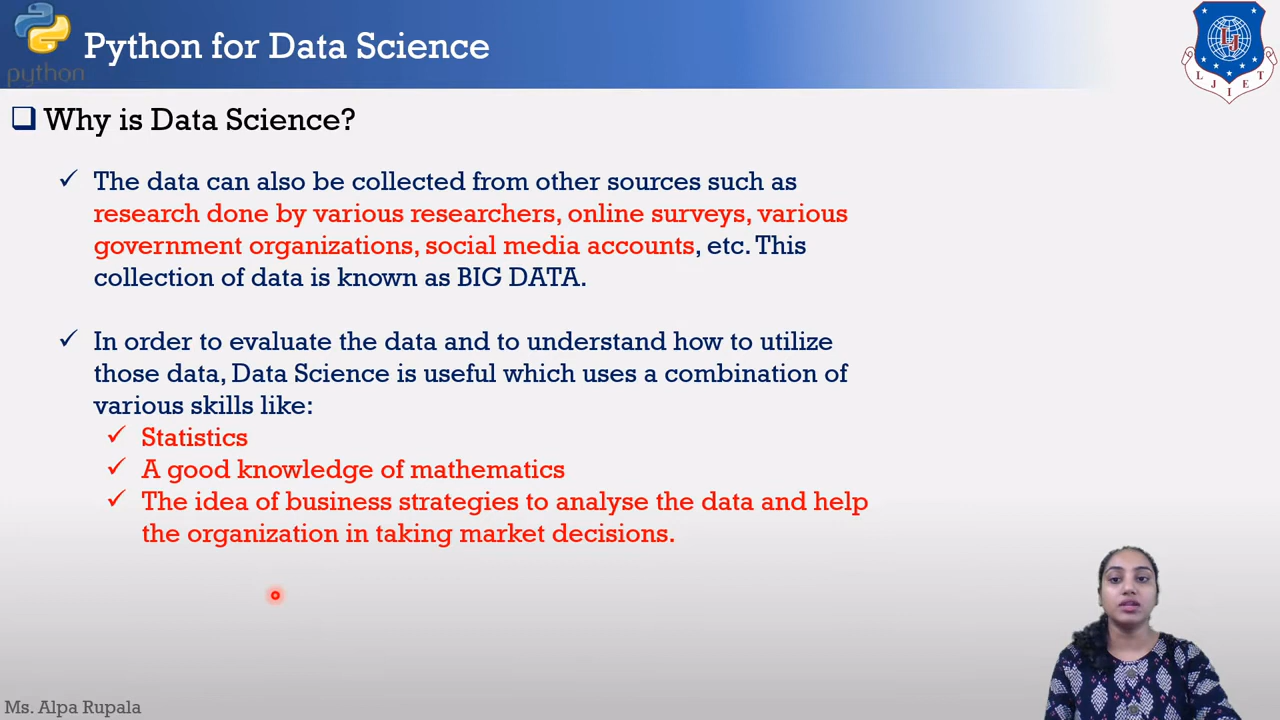 Python for Data Science
python
LJIET
Why is Data Science?
The data can also be collected from other sources such as
research done by various researchers, online surveys, various
government organizations, social media accounts, etc. This
collection of data is known as BIG DATA.
In order to evaluate the data and to understand how to utilize
those data, Data Science is useful which uses a combination of
various skills like:
Statistics
A good knowledge of mathematics
The idea of business strategies to analyse the data and help
the organization in taking market decisions.
Ms. Alpa Rupala